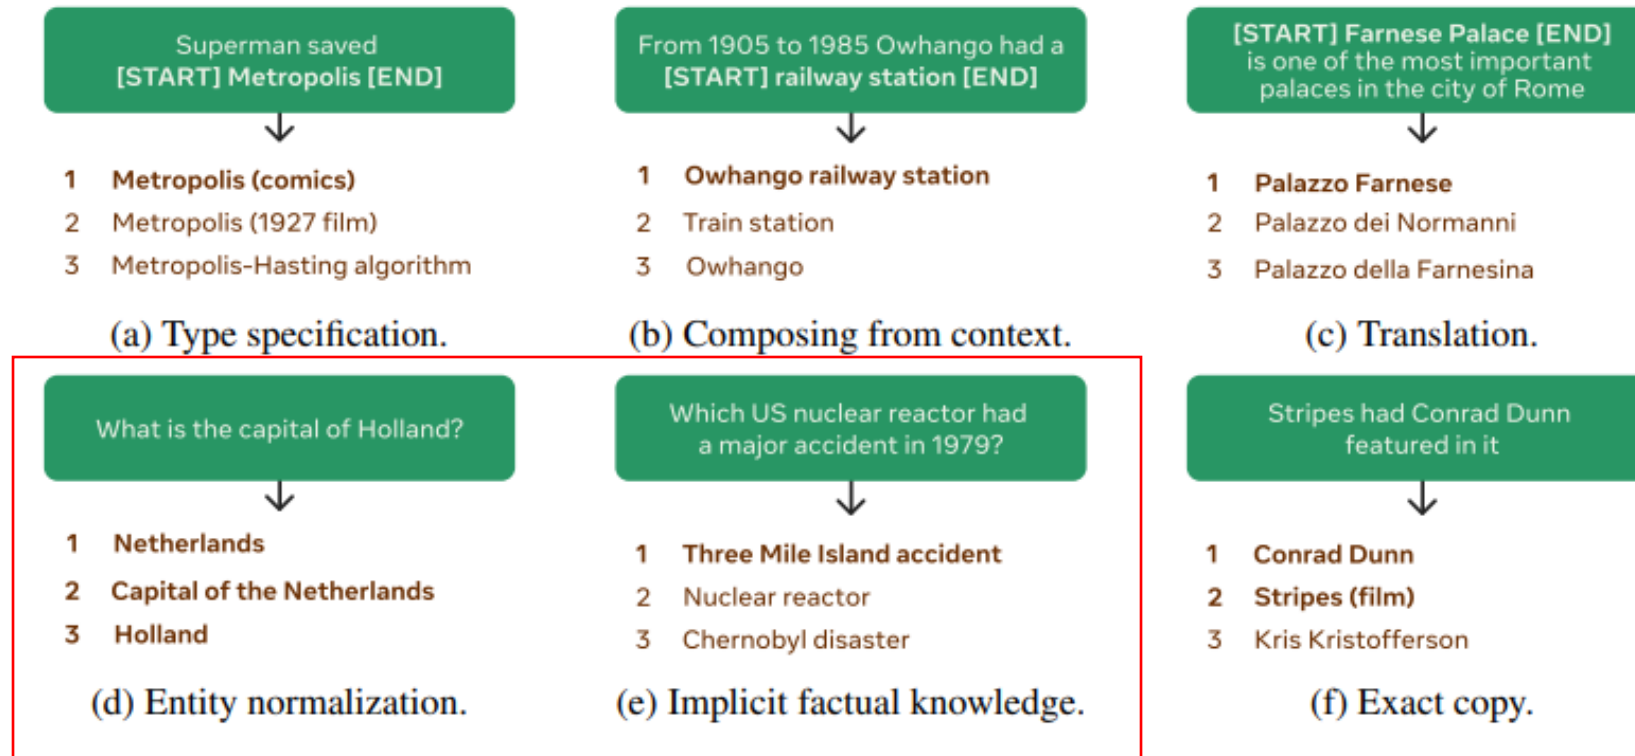 Superman saved
[START] Metropolis [END]
1 Metropolis (comics)
2 Metropolis (1927 film)
3 Metropolis-Hasting algorithm
(a) Type specification.
From 1905 to 1985 Owhango had a
[START] railway station [END]
1 Owhango railway station
2 Train station
3 Owhango
(b) Composing from context.
[START] Farnese Palace [END]
is one of the most important
palaces in the city of Rome
1 Palazzo Farnese
2 Palazzo dei Normanni
3 Palazzo della Farnesina
(c) Translation.
What is the capital of Holland?
1 Netherlands
2 Capital of the Netherlands
3 Holland
(d) Entity normalization.
Which US nuclear reactor had
a major accident in 1979?
1 Three Mile Island accident
2 Nuclear reactor
3 Chernobyl disaster
(e) Implicit factual knowledge.
Stripes had Conrad Dunn
featured in it
1 Conrad Dunn
2 Stripes (film)
3 Kris Kristofferson
(f) Exact copy.